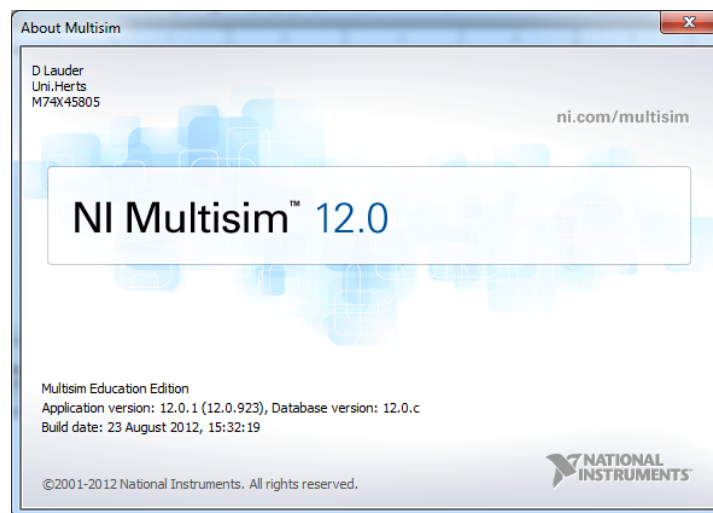 About Multisim
D Lauder
Uni.Herts
M74X45805
ni.com/multisim
NI Multisim™ 12.0
Multisim Education Edition
Application version: 12.0.1 (12.0.923), Database version: 12.0.c
Build date: 23 August 2012, 15:32:19
NATIONAL
INSTRUMENTS™
©2001-2012 National Instruments. All rights reserved.